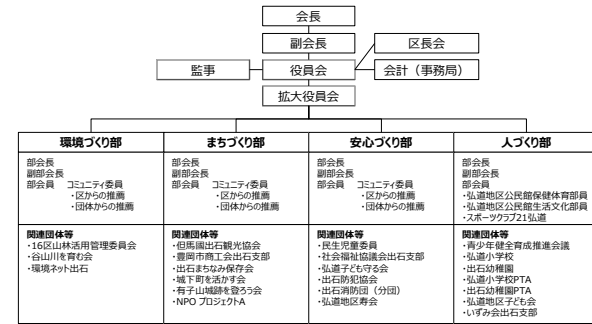 会長
副会長
区長会
監事
役員会
会計（事務局）
拡大役員会
環境づくり部
部会長
副部会長
部会員　コミュニティ委員
・区からの推薦
・団体からの推薦
関連団体等
・16区山林活用管理委員会
・谷山川を育む会
・環境ネット出石
まちづくり部
部会長
副部会長
部会員　コミュニティ委員
・区からの推薦
・団体からの推薦
関連団体等
・但馬國出石観光協会
・豊岡市商工会出石支部
・出石まちなみ保存会
・城下町を活かす会
・有子山城跡を登ろう会
・NPO プロジェクトA
安心づくり部
部会長
副部会長
部会員　コミュニティ委員
・区からの推薦
・団体からの推薦
関連団体等
・民生児童委員
・社会福祉協議会出石支部
・弘道子ども守る会
・出石防犯協会
・出石消防団（分団）
・弘道地区寿会
人づくり部
部会長
副部会長
部会員
・弘道地区公民館保健体育部員
・弘道地区公民館生活文化部員
・スポーツクラブ21弘道
関連団体等
・青少年健全育成推進会議
・弘道小学校
・出石幼稚園
・弘道小学校PTA
・出石幼稚園PTA
・弘道地区子ども会
・いずみ会出石支部